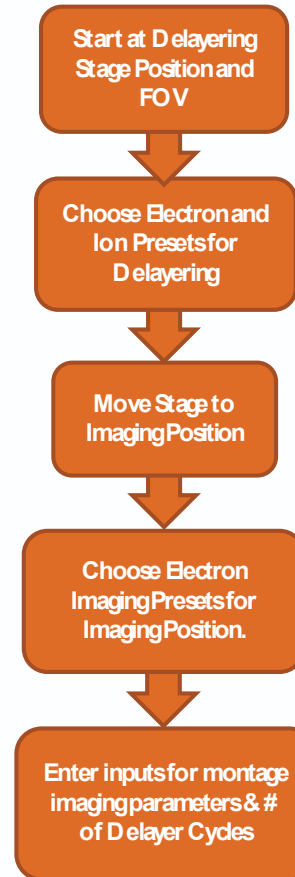 Start at Delayering
Stage Position and
FOV
Choose Electron and
Ion Presets for
Delayering
Move Stage to
Imaging Position
Choose Electron
Imaging Presets for
Imaging Position.
Enter inputs for montage
imaging parameters & #
of Delayer Cycles